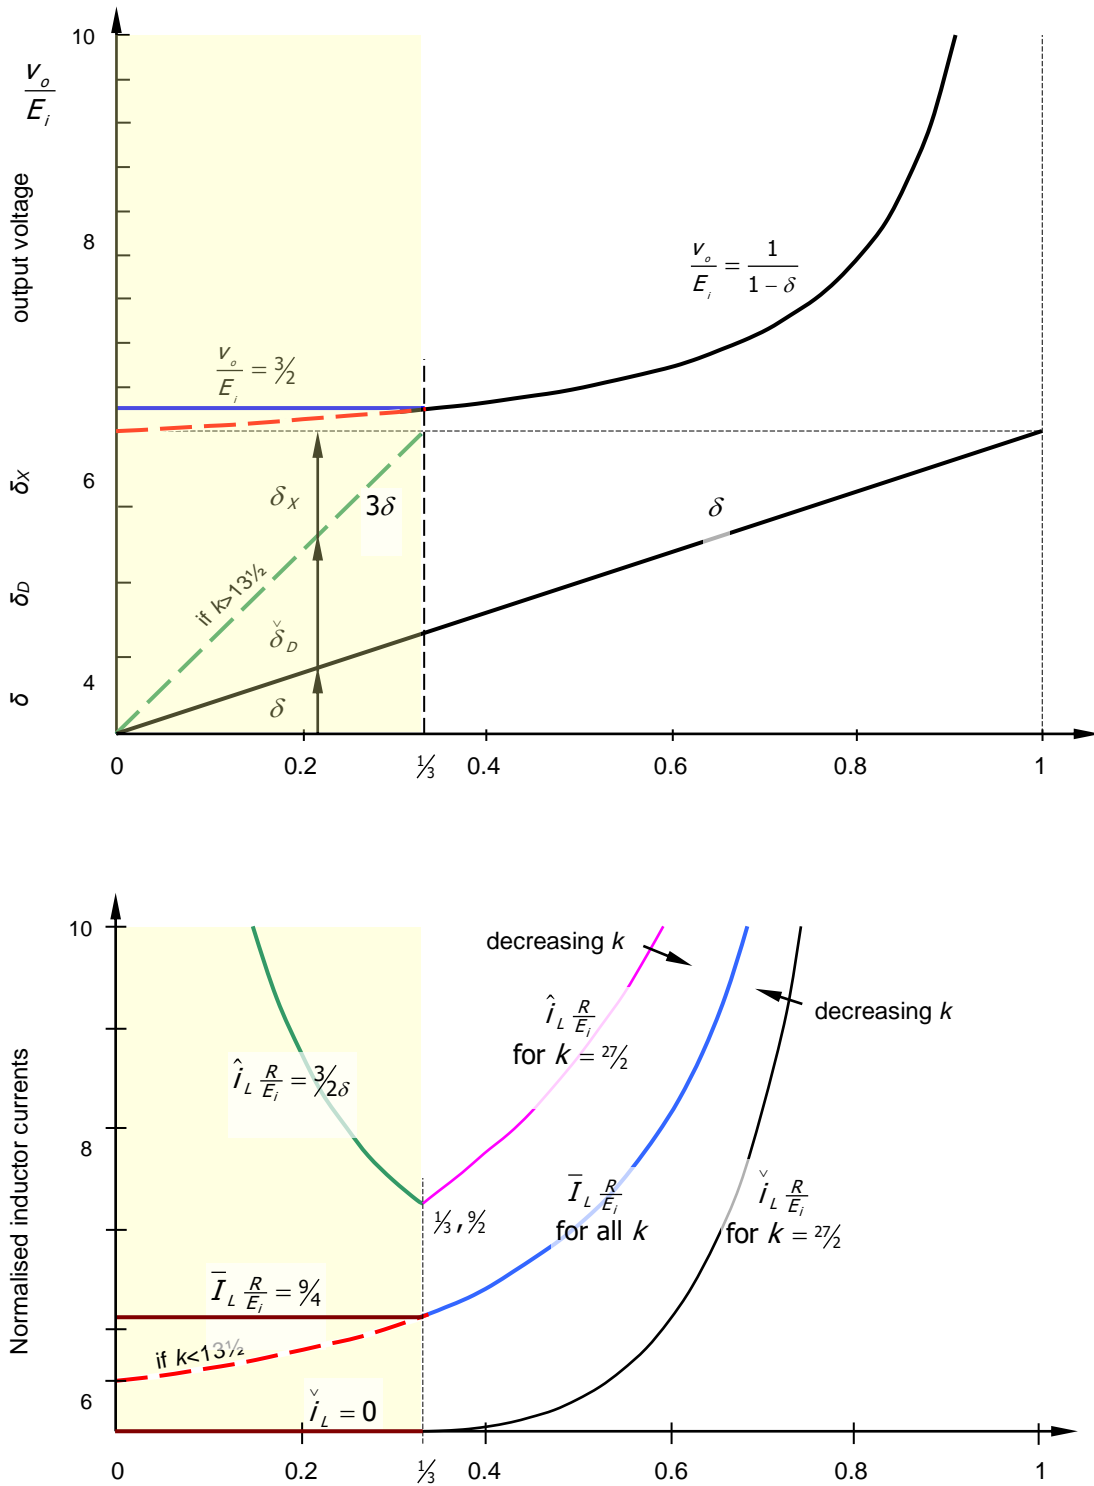 10
v_o/E_i
output voltage
8
v_o/E_i = 1/(1 − δ)
v_o/E_i = 3/2
δ_X
6
δ_X
3δ
δ
if k>13½
δ_D
δ̌_D
4
δ
δ
0 0.2 ⅓ 0.4 0.6 0.8 1
10
decreasing k
decreasing k
î_L R/E_i
for k = 27/2
Normalised inductor currents
î_L R/E_i = 3/2δ
8
Ī_L R/E_i
for all k
ǐ_L R/E_i
for k = 27/2
⅓, 9/2
Ī_L R/E_i = 9/4
if k<13½
6
ǐ_L = 0
0 0.2 ⅓ 0.4 0.6 0.8 1